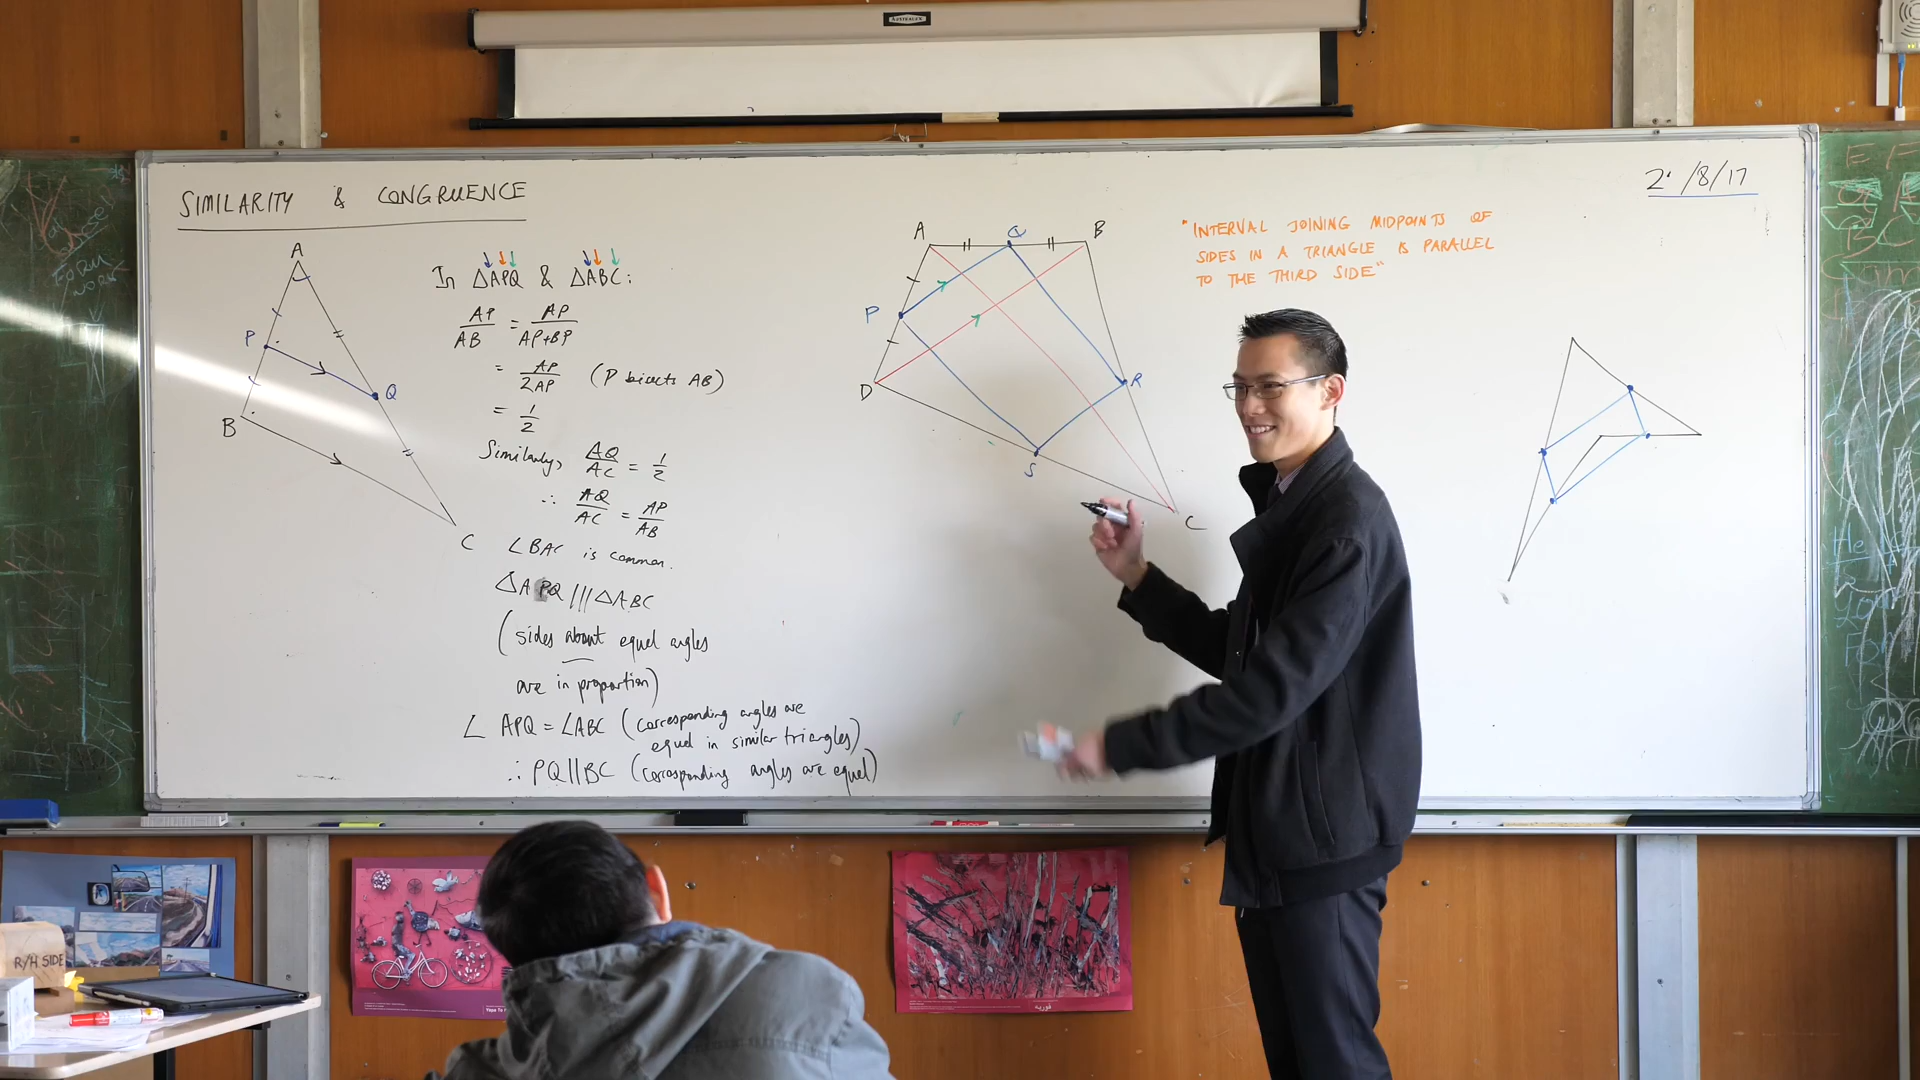 SIMILARITY & CONGRUENCE
A
P
Q
B
C
In ΔAPQ & ΔABC:
AP/AB = AP/AP+BP
= AP/2AP (P bisects AB)
= 1/2
Similarly, AQ/AC = 1/2
∴ AQ/AC = AP/AB
∠BAC is common.
ΔAPQ ||| ΔABC
(sides about equal angles
are in proportion)
∠APQ = ∠ABC (corresponding angles are
equal in similar triangles)
∴ PQ||BC (corresponding angles are equal)
A
Q
B
P
D
R
S
C
"INTERVAL JOINING MIDPOINTS OF
SIDES IN A TRIANGLE IS PARALLEL
TO THE THIRD SIDE"
/8/17
FORM
R/H SIDE